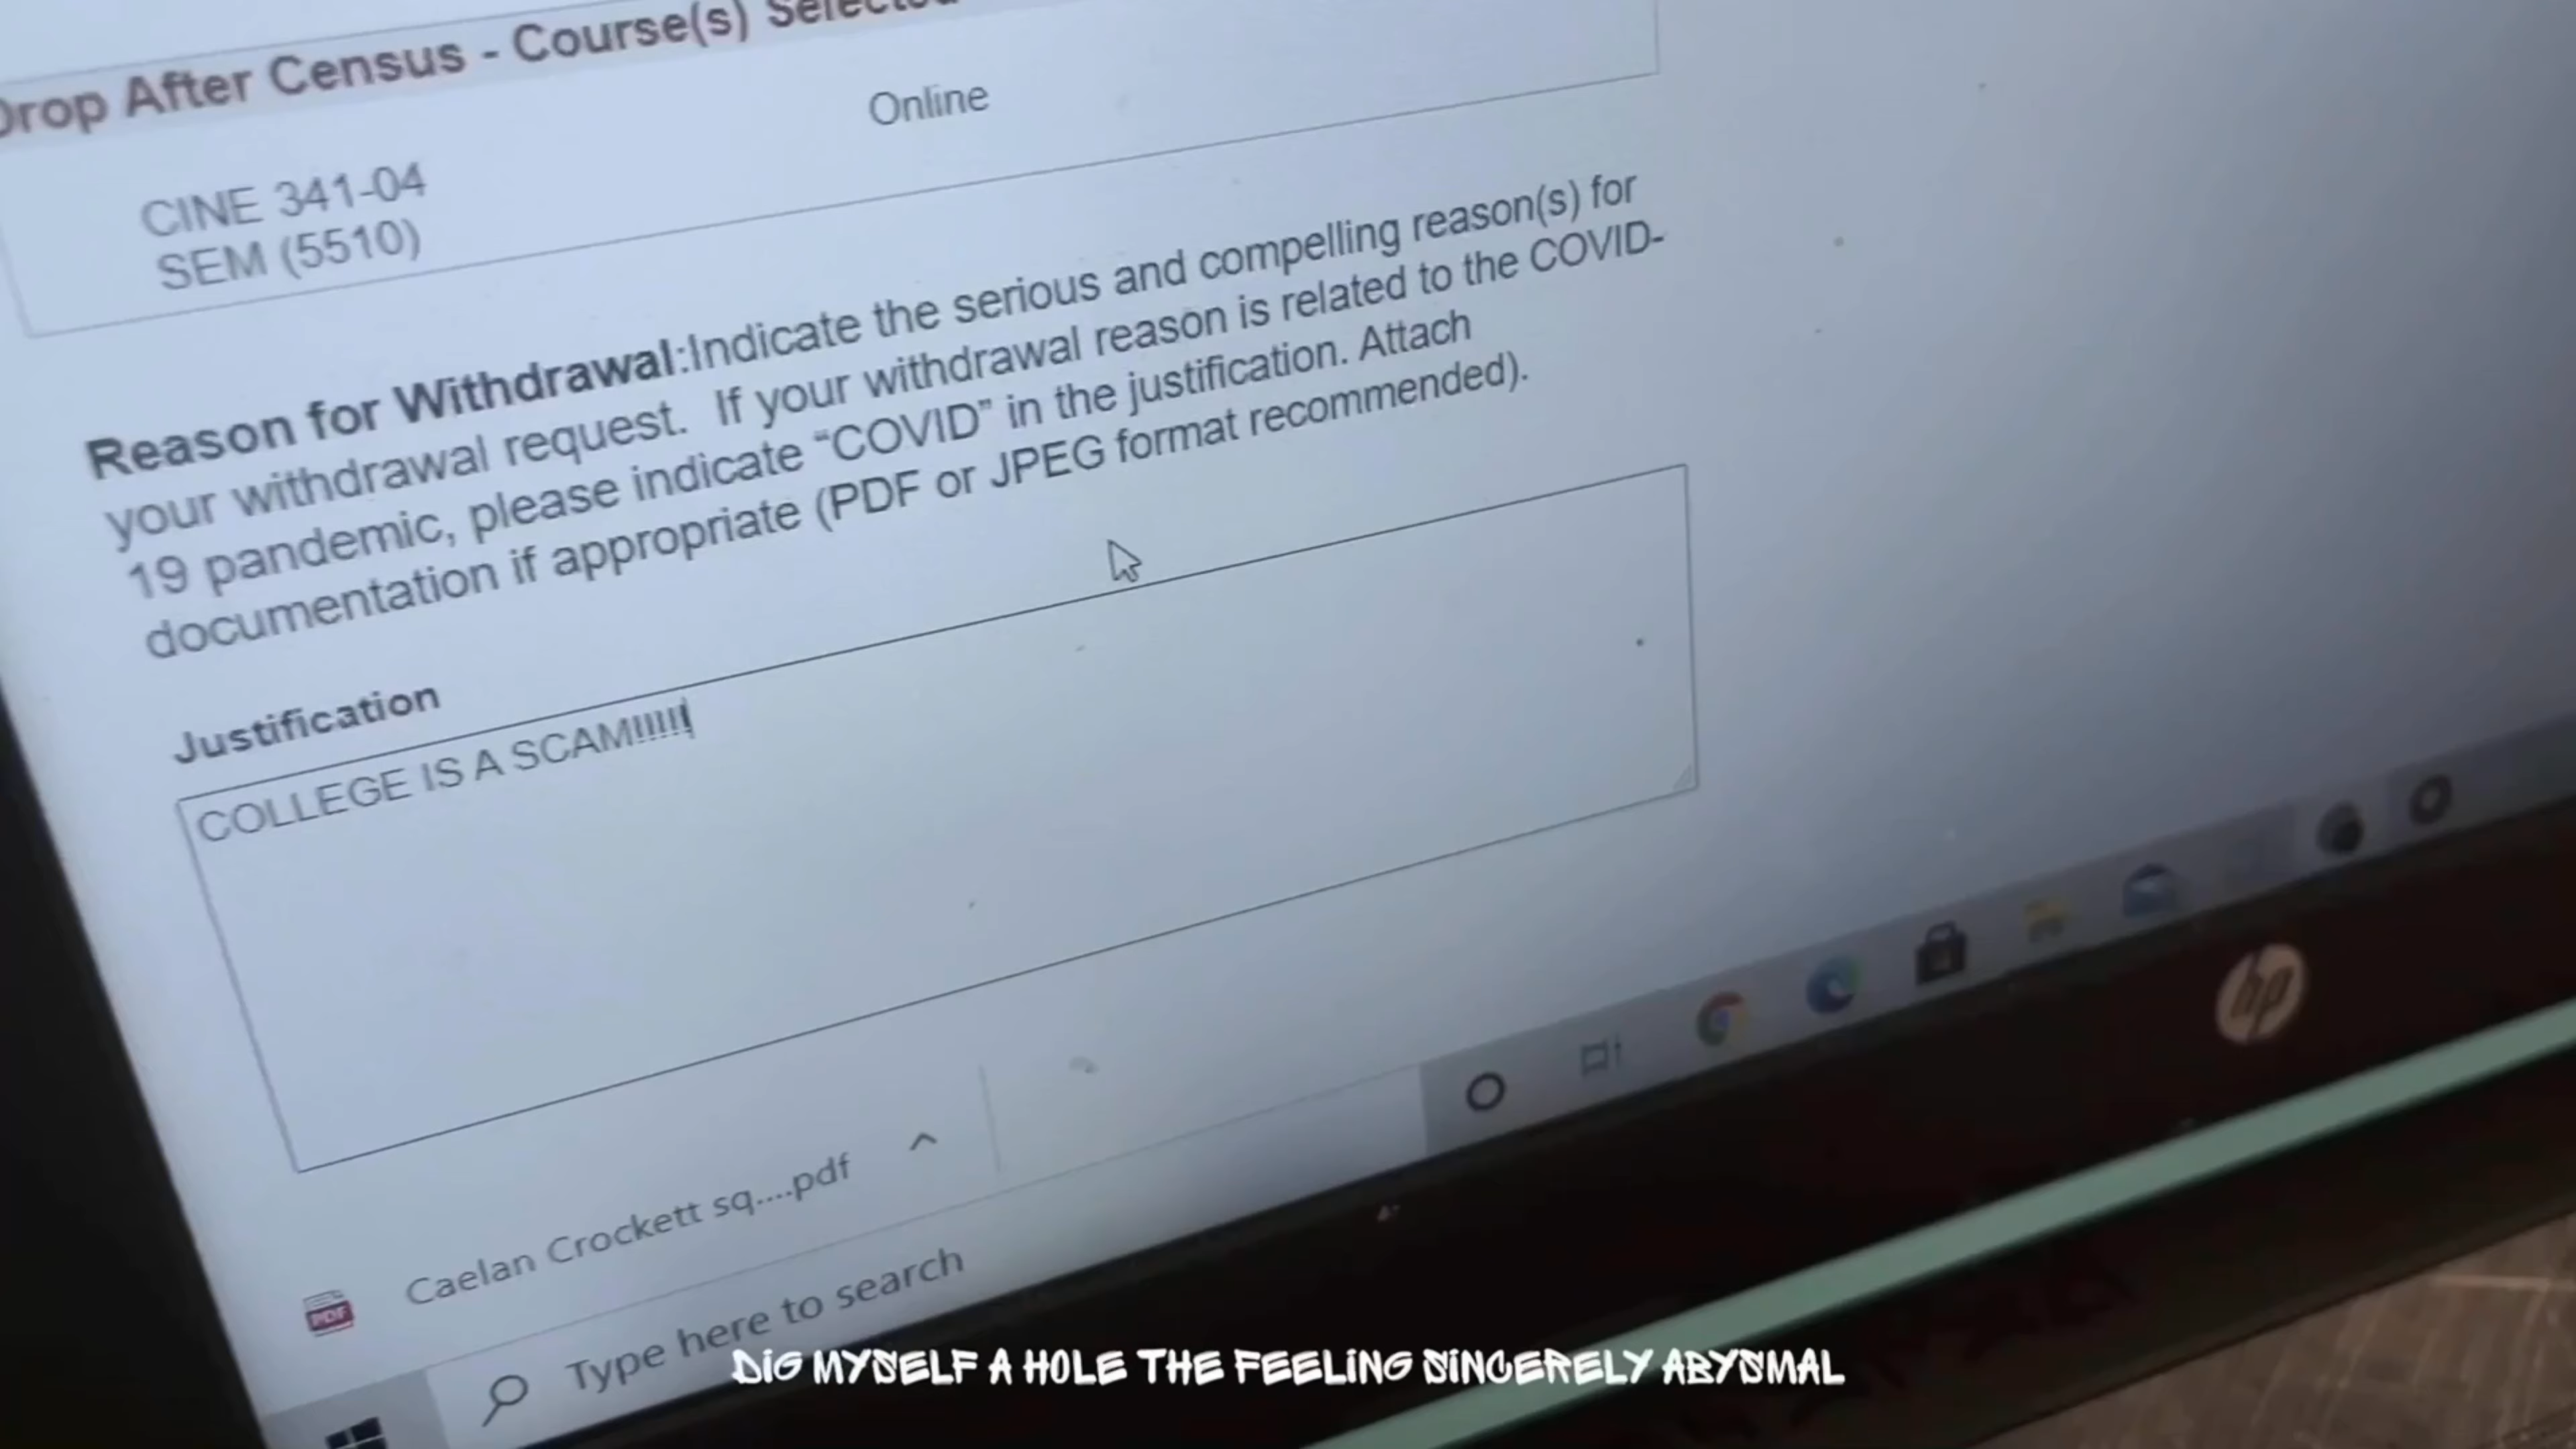 Drop After Census - Course(s) Selected
Online
CINE 341-04
SEM (5510)
Reason for Withdrawal:Indicate the serious and compelling reason(s) for
your withdrawal request. If your withdrawal reason is related to the COVID-
19 pandemic, please indicate “COVID” in the justification. Attach
documentation if appropriate (PDF or JPEG format recommended).
Justification
COLLEGE IS A SCAM!!!!!!
PDF
Caelan Crockett sq....pdf
Type here to search
hp
DIG MYSELF A HOLE THE FEELING SINCERELY ABYSMAL